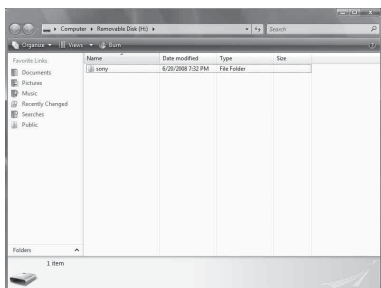 Computer ▸ Removable Disk (H:) ▸ Search
Organize Views Burn
Favorite Links
Documents
Pictures
Music
Recently Changed
Searches
Public
Folders
Name Date modified Type Size
sony 6/20/2008 7:32 PM File Folder
1 item